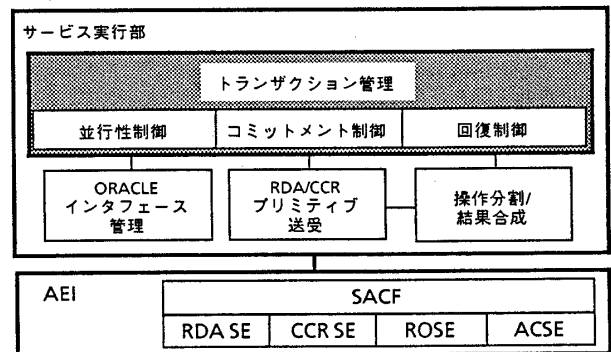 サービス実行部
トランザクション管理
並行性制御
コミットメント制御
回復制御
ORACLE
インタフェース
管理
RDA/CCR
プリミティブ
送受
操作分割/
結果合成
AEI
SACF
RDA SE
CCR SE
ROSE
ACSE